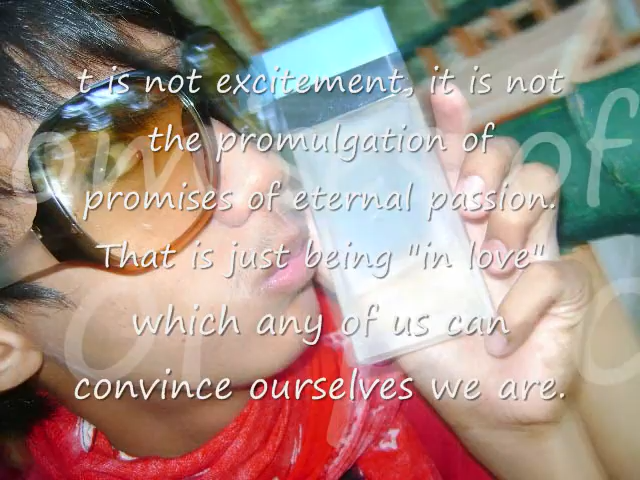 t is not excitement, it is not
the promulgation of
promises of eternal passion.
That is just being "in love"
which any of us can
convince ourselves we are.